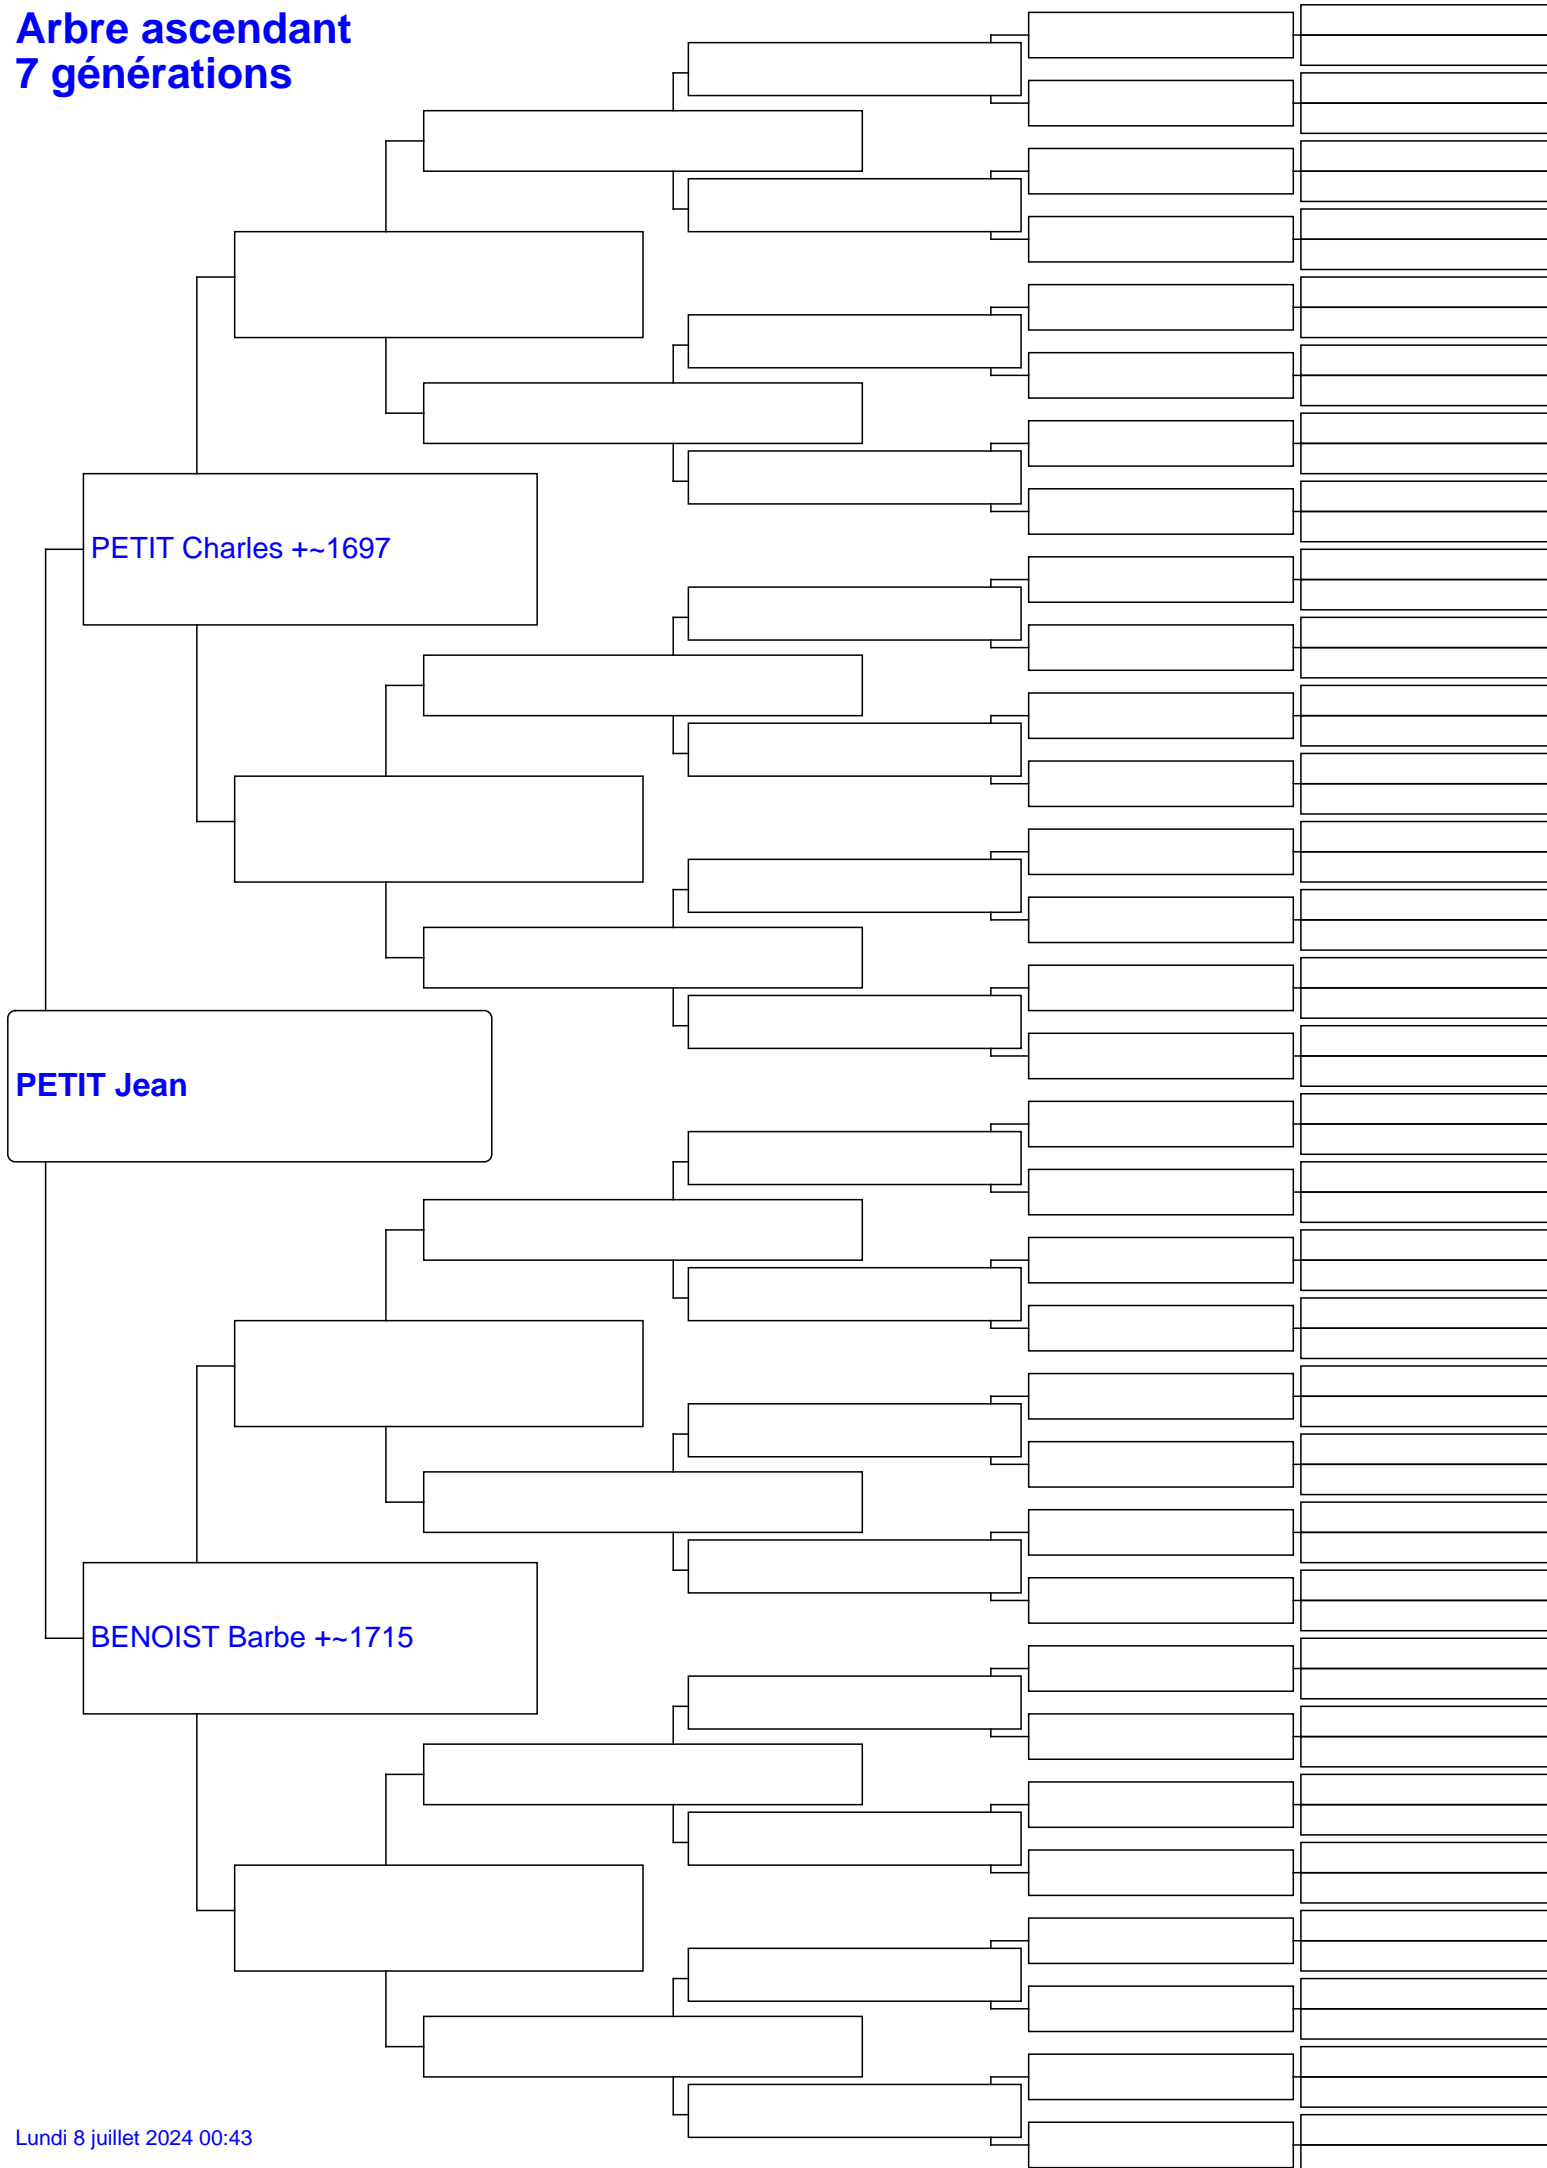 Arbre ascendant
7 générations
PETIT Charles +~1697
PETIT Jean
BENOIST Barbe +~1715
Lundi 8 juillet 2024 00:43